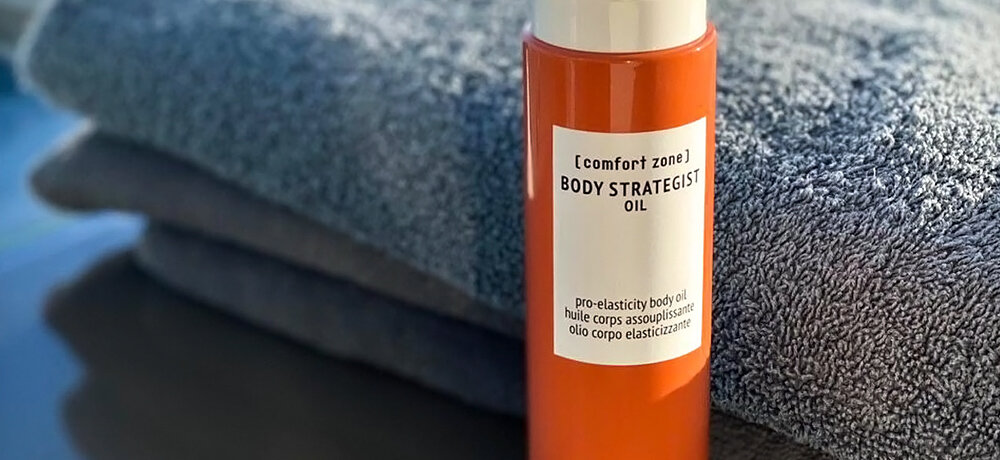 [comfort zone]
BODY STRATEGIST
OIL
pro-elasticity body oil
huile corps assouplissante
olio corpo elasticizzante